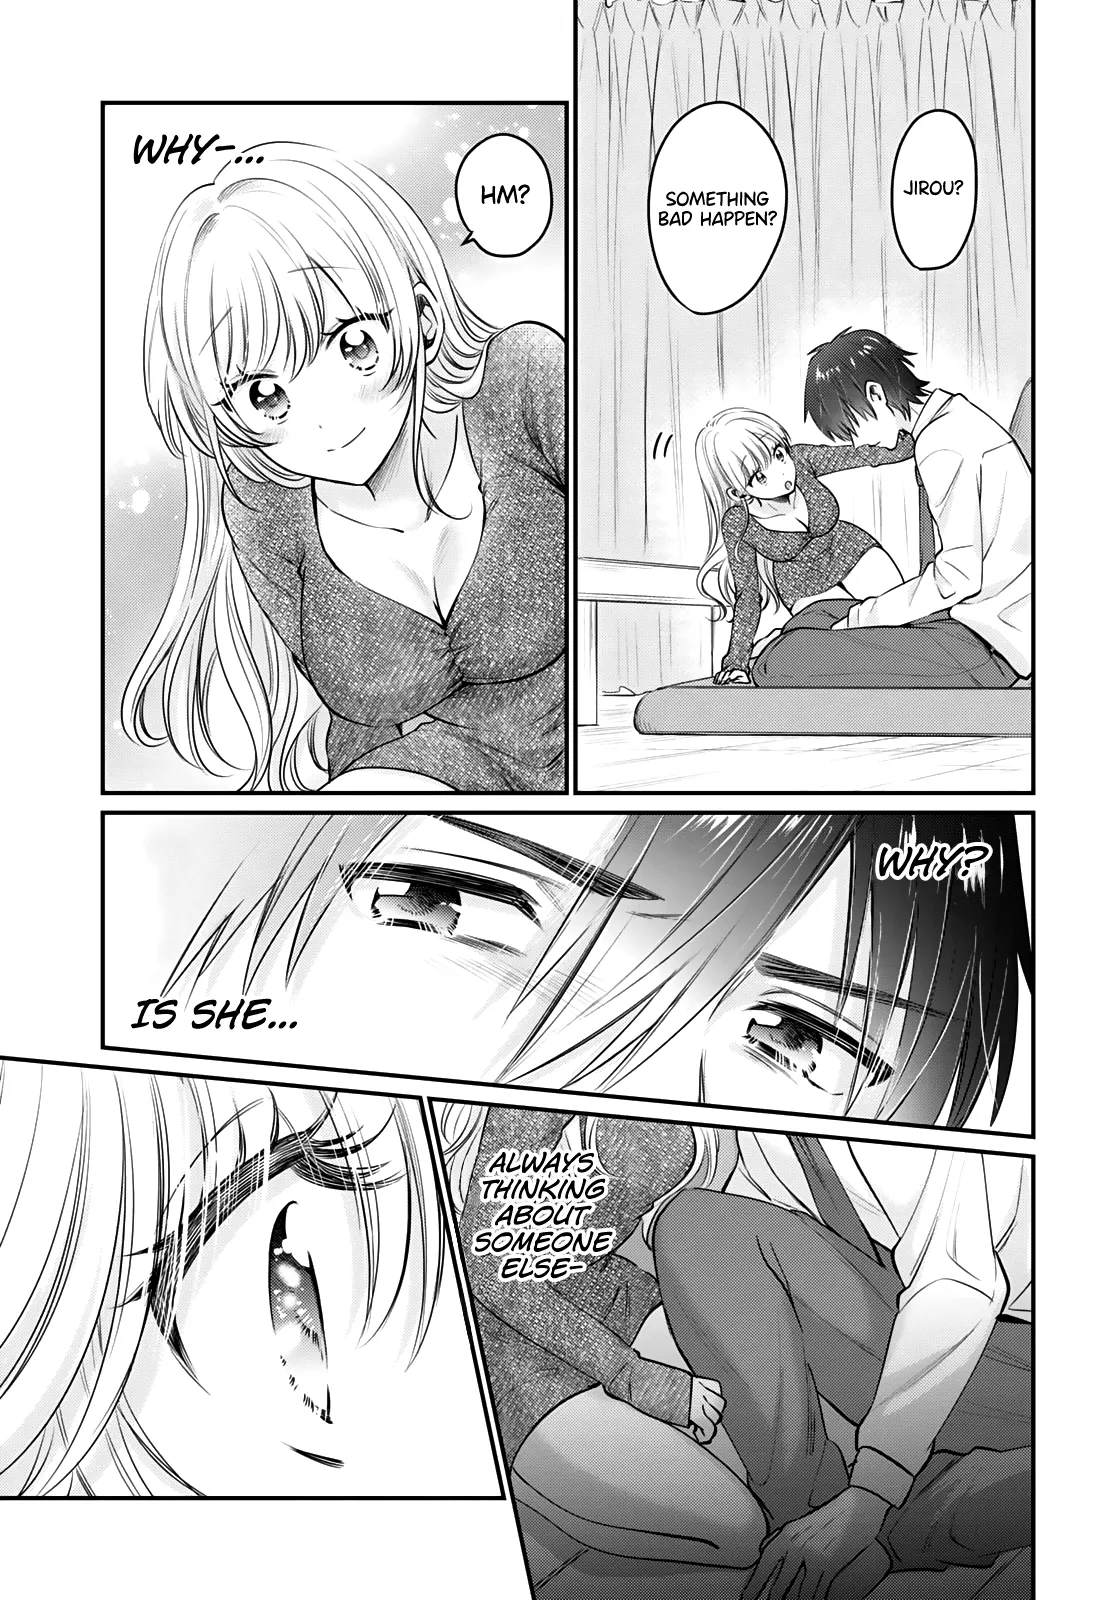 JIROU?
SOMETHING
BAD HAPPEN?
HM?
WHY-...
WHY?
IS SHE...
ALWAYS
THINKING
ABOUT
SOMEONE
ELSE-